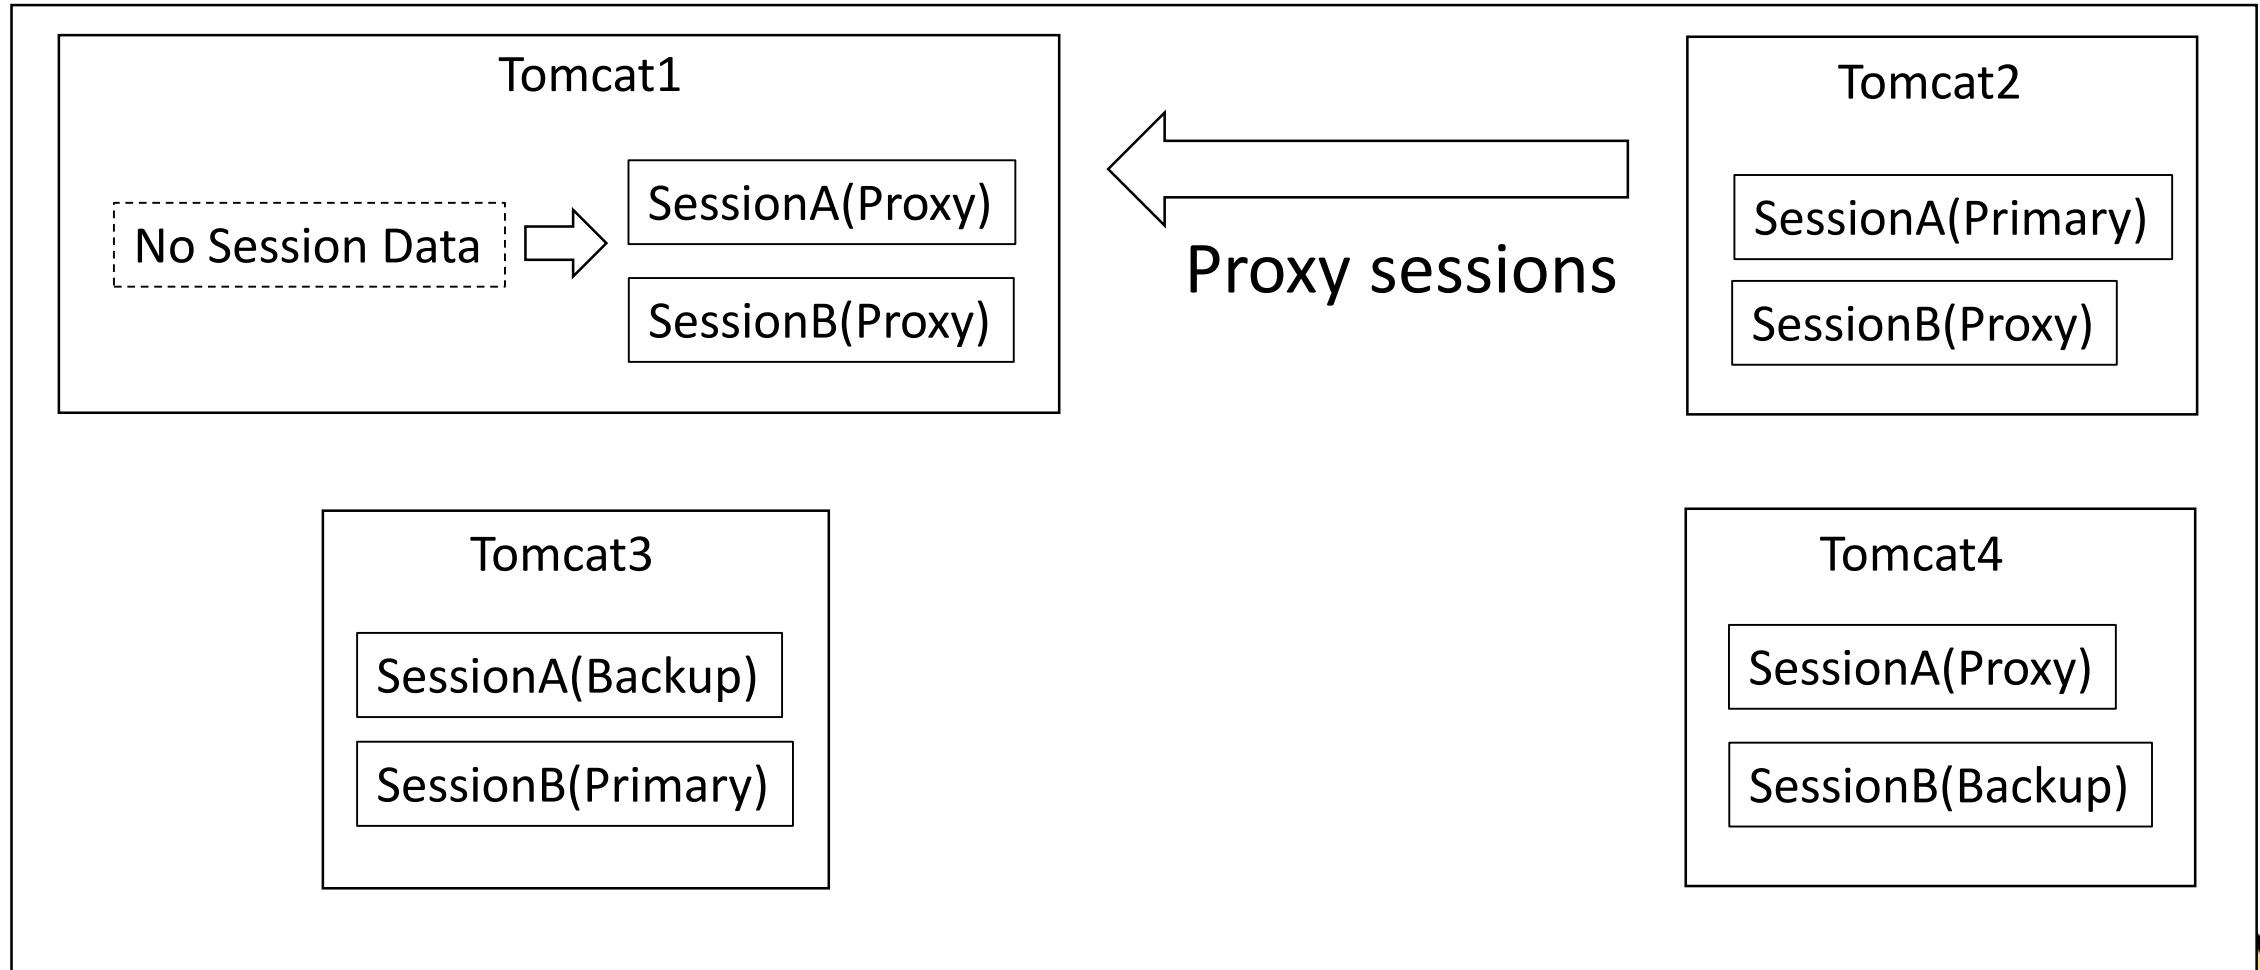 Tomcat1
No Session Data
SessionA(Proxy)
SessionB(Proxy)
Proxy sessions
Tomcat2
SessionA(Primary)
SessionB(Proxy)
Tomcat3
SessionA(Backup)
SessionB(Primary)
Tomcat4
SessionA(Proxy)
SessionB(Backup)